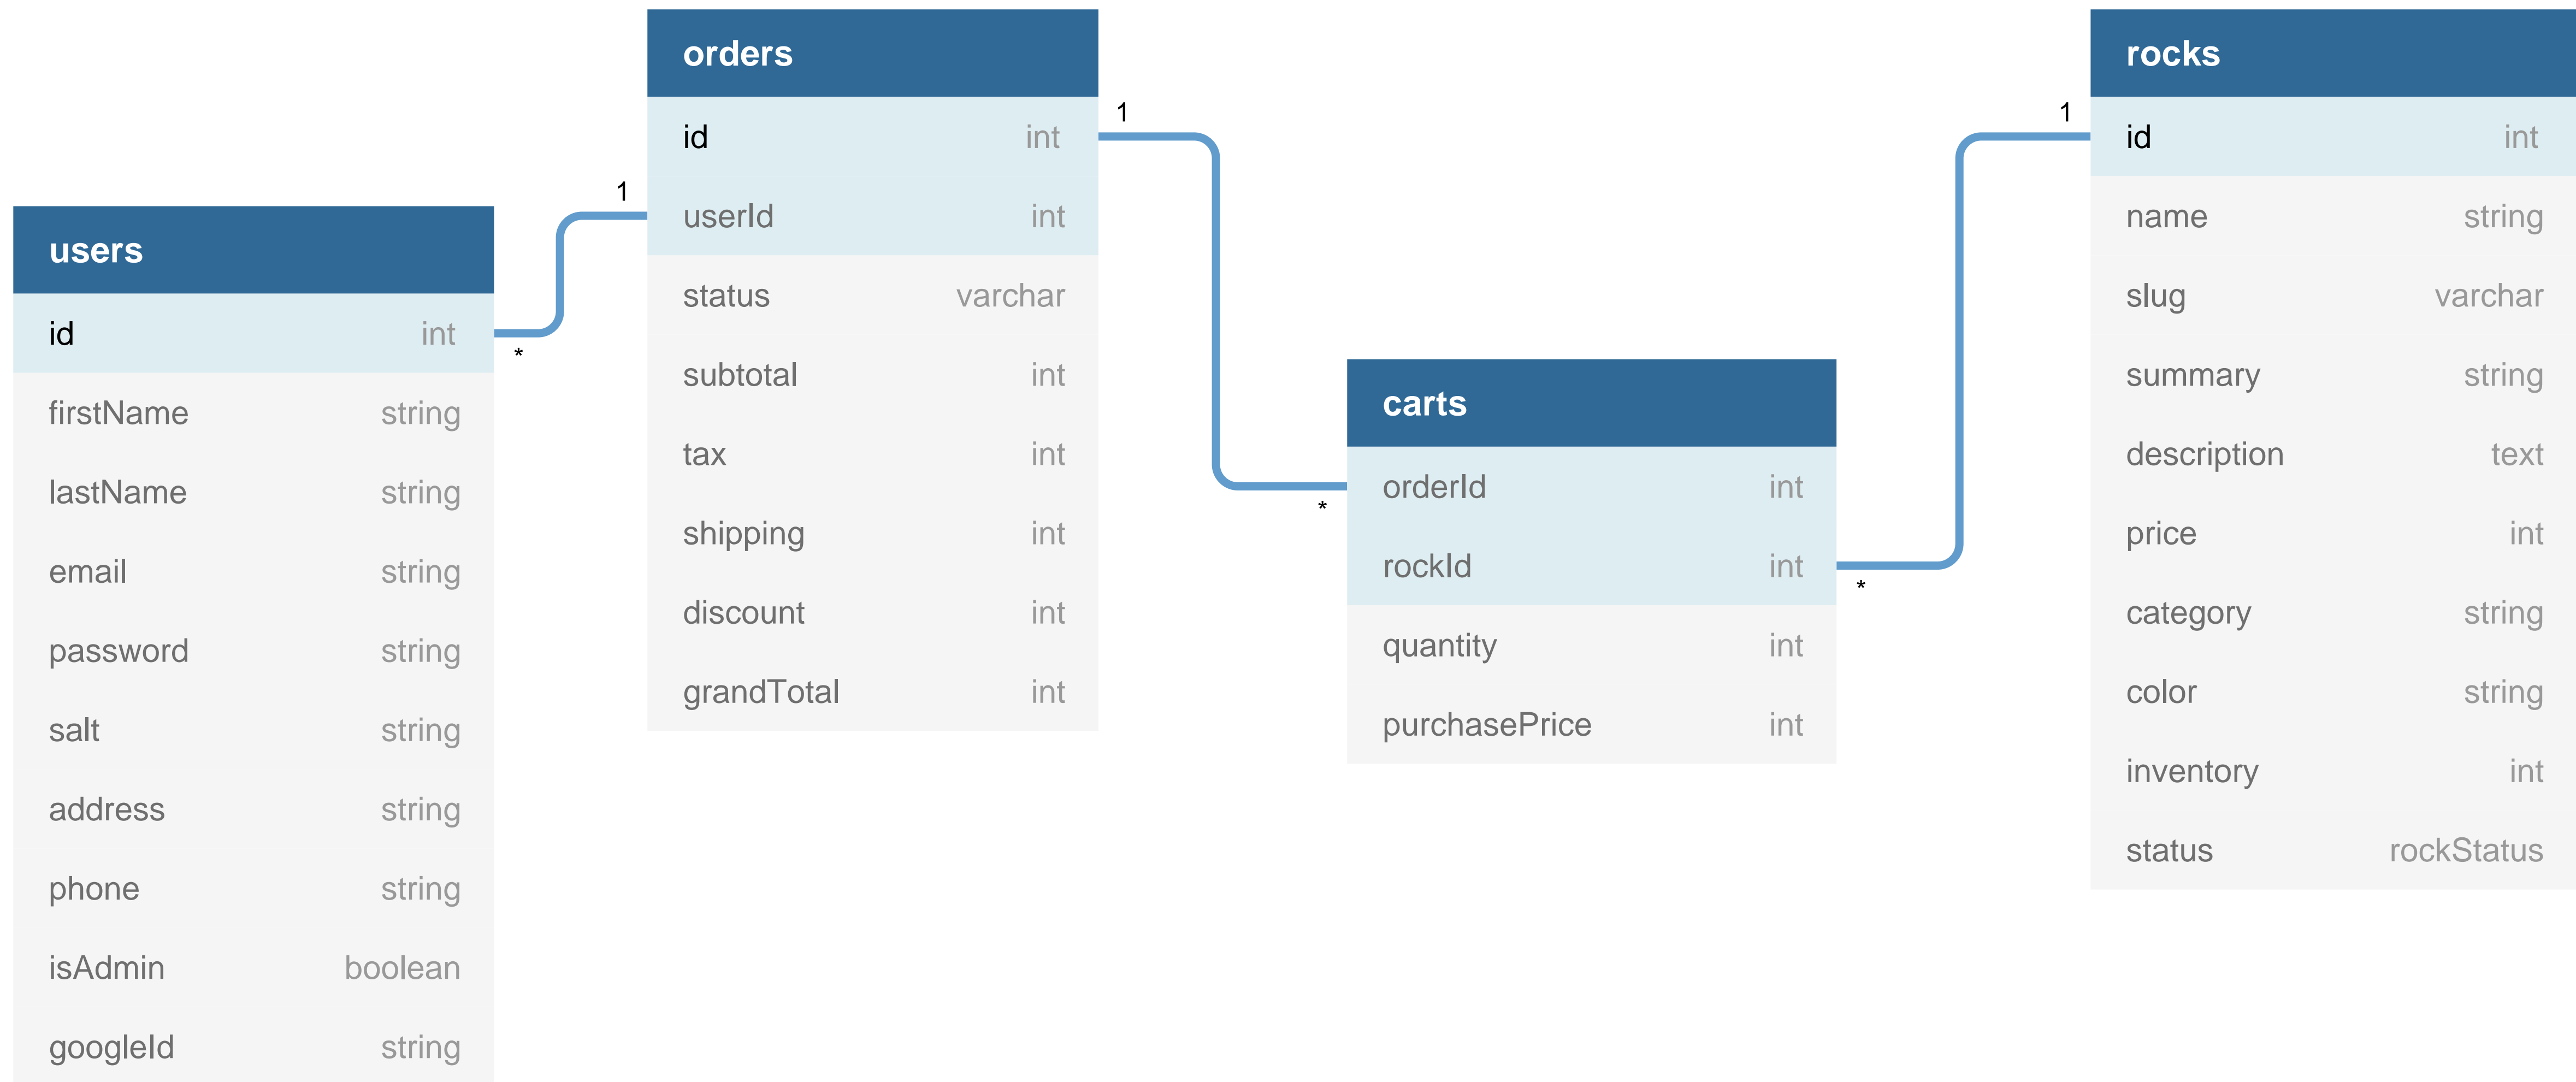 users
id int
firstName string
lastName string
email string
password string
salt string
address string
phone string
isAdmin boolean
googleId string
*
1
orders
id int
userId int
status varchar
subtotal int
tax int
shipping int
discount int
grandTotal int
1
*
carts
orderId int
rockId int
quantity int
purchasePrice int
*
1
rocks
id int
name string
slug varchar
summary string
description text
price int
category string
color string
inventory int
status rockStatus